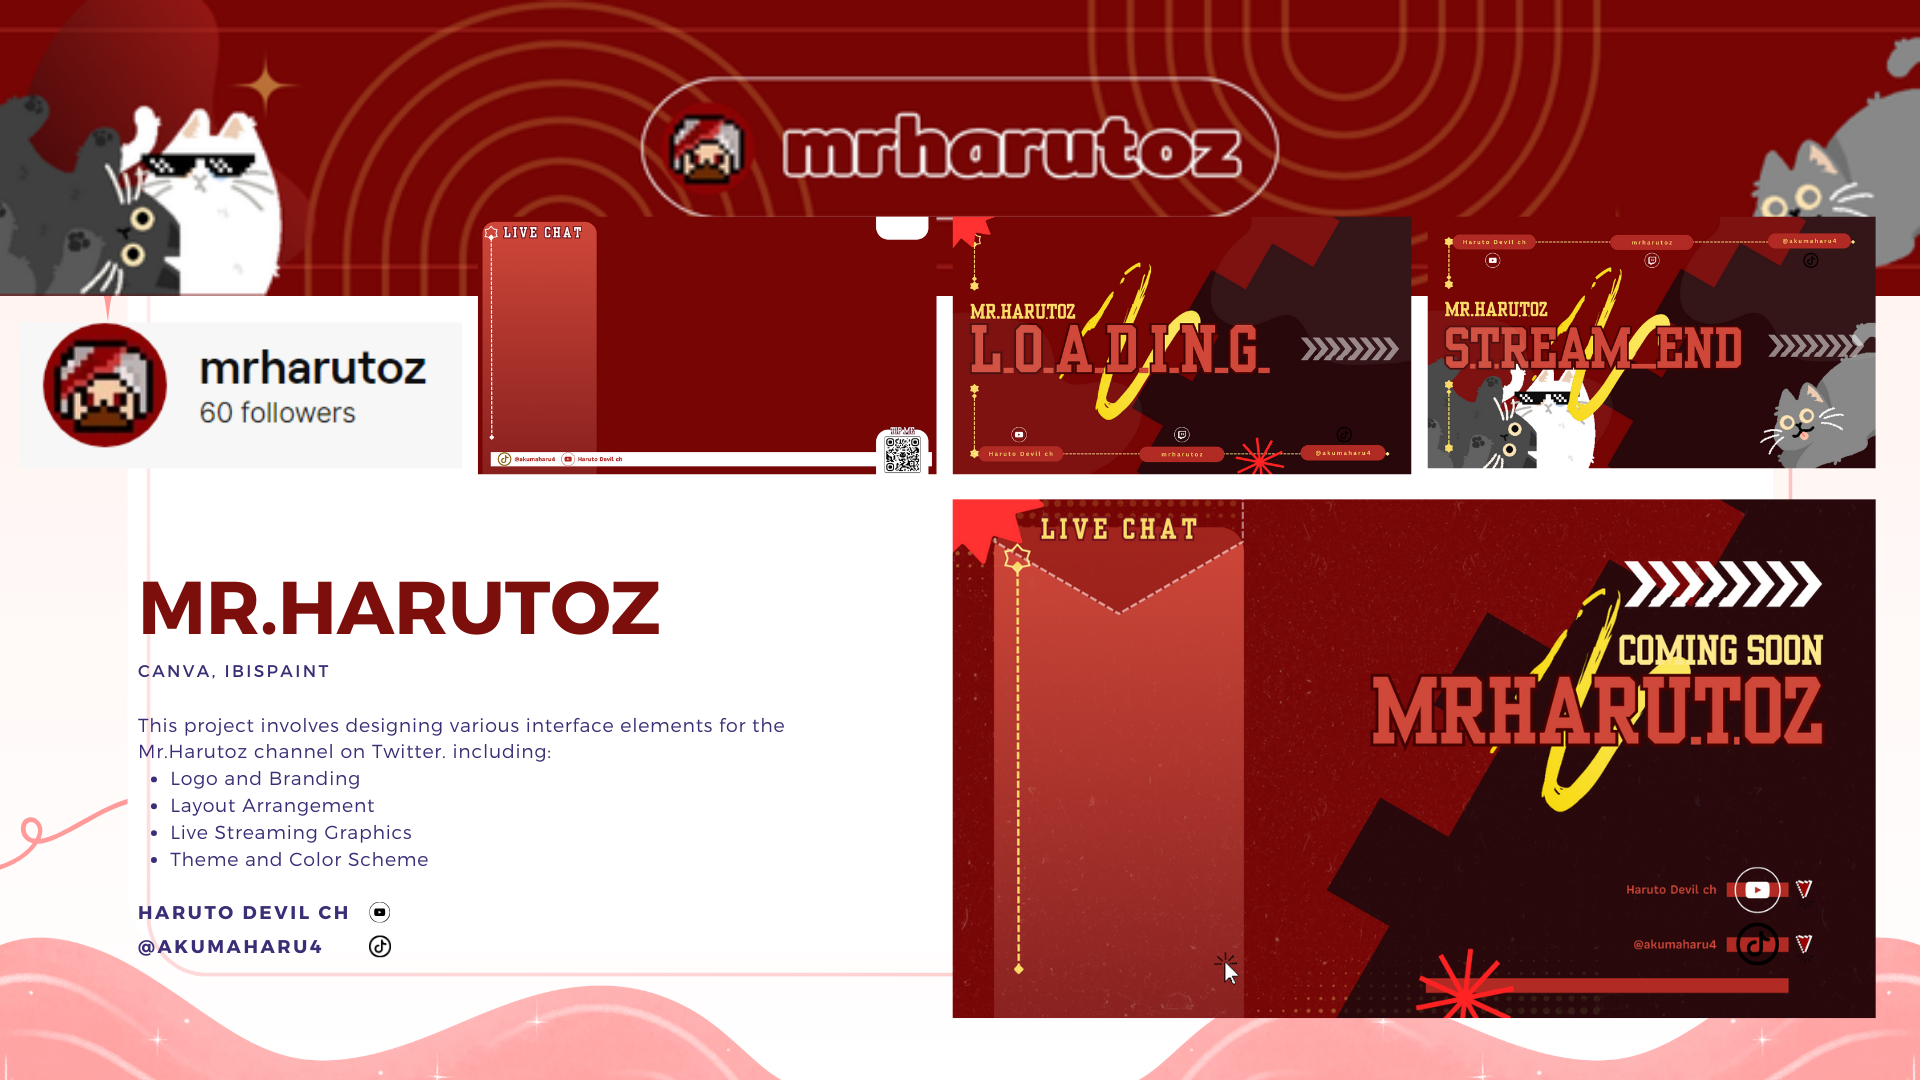 mrharutoz
mrharutoz
60 followers
LIVE CHAT
@akumaharu4
Haruto Devil ch
MR.HARUTOZ
L.O.A.D.I.N.G.
Haruto Devil ch
mrharutoz
@akumaharu4
Haruto Devil ch
mrharutoz
@akumaharu4
MR.HARUTOZ
STREAM_END
MR.HARUTOZ
CANVA, IBISPAINT
This project involves designing various interface elements for the
Mr.Harutoz channel on Twitter. including:
• Logo and Branding
• Layout Arrangement
• Live Streaming Graphics
• Theme and Color Scheme
HARUTO DEVIL CH
@AKUMAHARU4
LIVE CHAT
COMING SOON
MRHARUTOZ
Haruto Devil ch
@akumaharu4